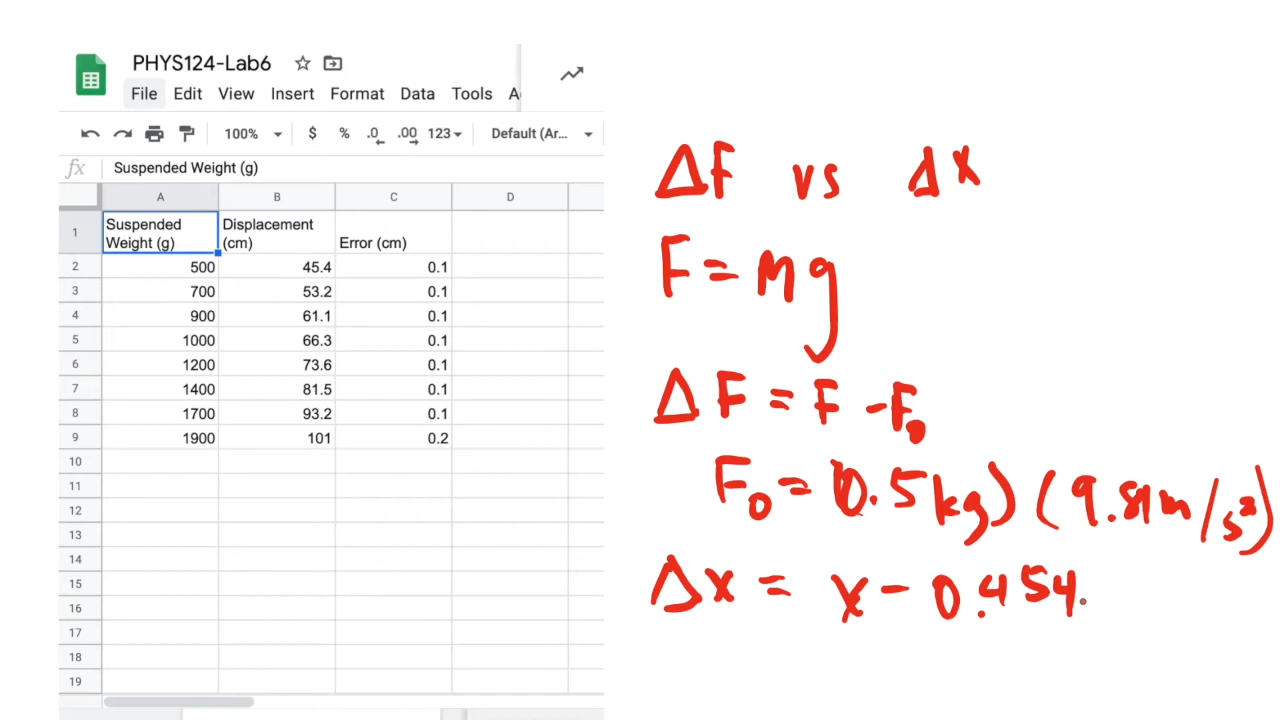 PHYS124-Lab6
File Edit View Insert Format Data Tools A
100% $ % .0 .00 123 Default (Ar...
fx Suspended Weight (g)
A B C D
1 Suspended Weight (g) Displacement (cm) Error (cm)
2 500 45.4 0.1
3 700 53.2 0.1
4 900 61.1 0.1
5 1000 66.3 0.1
6 1200 73.6 0.1
7 1400 81.5 0.1
8 1700 93.2 0.1
9 1900 101 0.2
10
11
12
13
14
15
16
17
18
19
ΔF vs Δx
F = mg
ΔF = F - F₀
F₀ = 0.5kg) (9.81m/s²)
Δx = x - 0.454